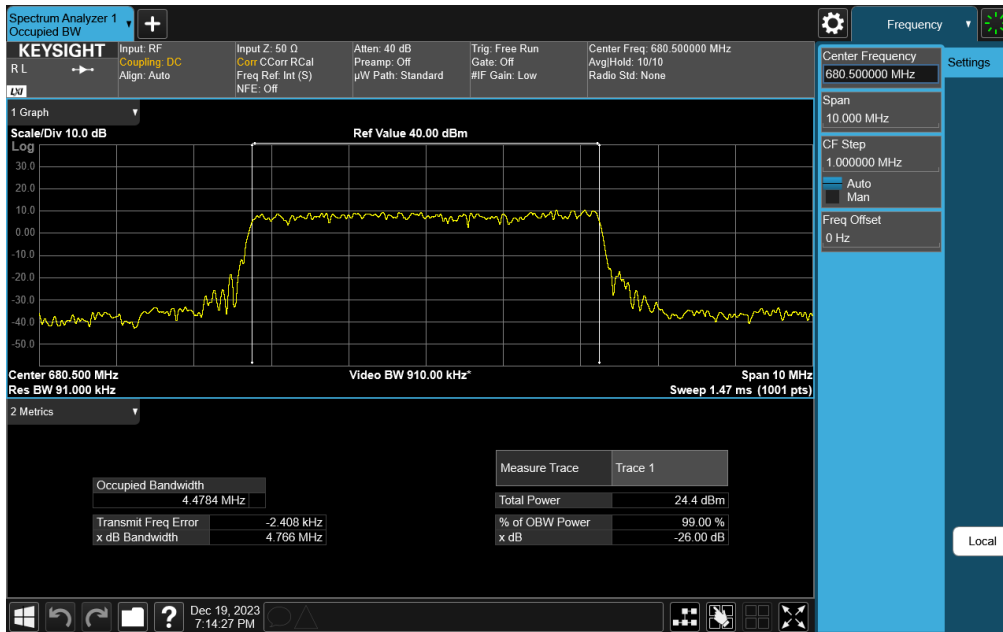 Spectrum Analyzer 1
Occupied BW
Frequency
KEYSIGHT
R L
LXI
Input: RF
Coupling: DC
Align: Auto
Input Z: 50 Ω
Corr CCorr RCal
Freq Ref: Int (S)
NFE: Off
Atten: 40 dB
Preamp: Off
µW Path: Standard
Trig: Free Run
Gate: Off
#IF Gain: Low
Center Freq: 680.500000 MHz
Avg|Hold: 10/10
Radio Std: None
Center Frequency
680.500000 MHz
Settings
Span
10.000 MHz
CF Step
1.000000 MHz
Auto
Man
Freq Offset
0 Hz
1 Graph
Scale/Div 10.0 dB
Ref Value 40.00 dBm
Log
30.0
20.0
10.0
0.00
-10.0
-20.0
-30.0
-40.0
-50.0
Center 680.500 MHz
Video BW 910.00 kHz*
Span 10 MHz
Res BW 91.000 kHz
Sweep 1.47 ms (1001 pts)
2 Metrics
Occupied Bandwidth
4.4784 MHz
Transmit Freq Error -2.408 kHz
x dB Bandwidth 4.766 MHz
Measure Trace Trace 1
Total Power 24.4 dBm
% of OBW Power 99.00 %
x dB -26.00 dB
Local
?
Dec 19, 2023
7:14:27 PM